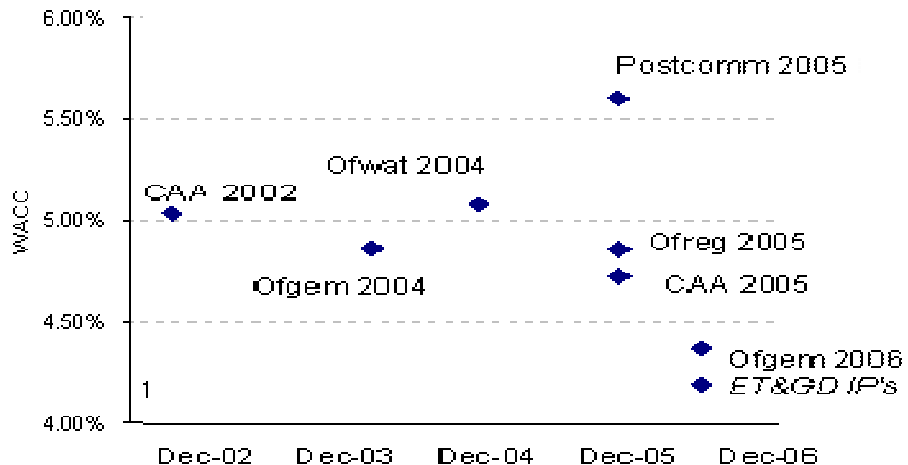 6.00%
Postcomm 2005
5.50%
Ofwat 2004
CAA 2002
5.00%
WACC
Ofreg 2005
Ofgem 2004
CAA 2005
4.50%
Ofgem 2006
1
ET&GD IP's
4.00%
Dec-02 Dec-03 Dec-04 Dec-05 Dec-06